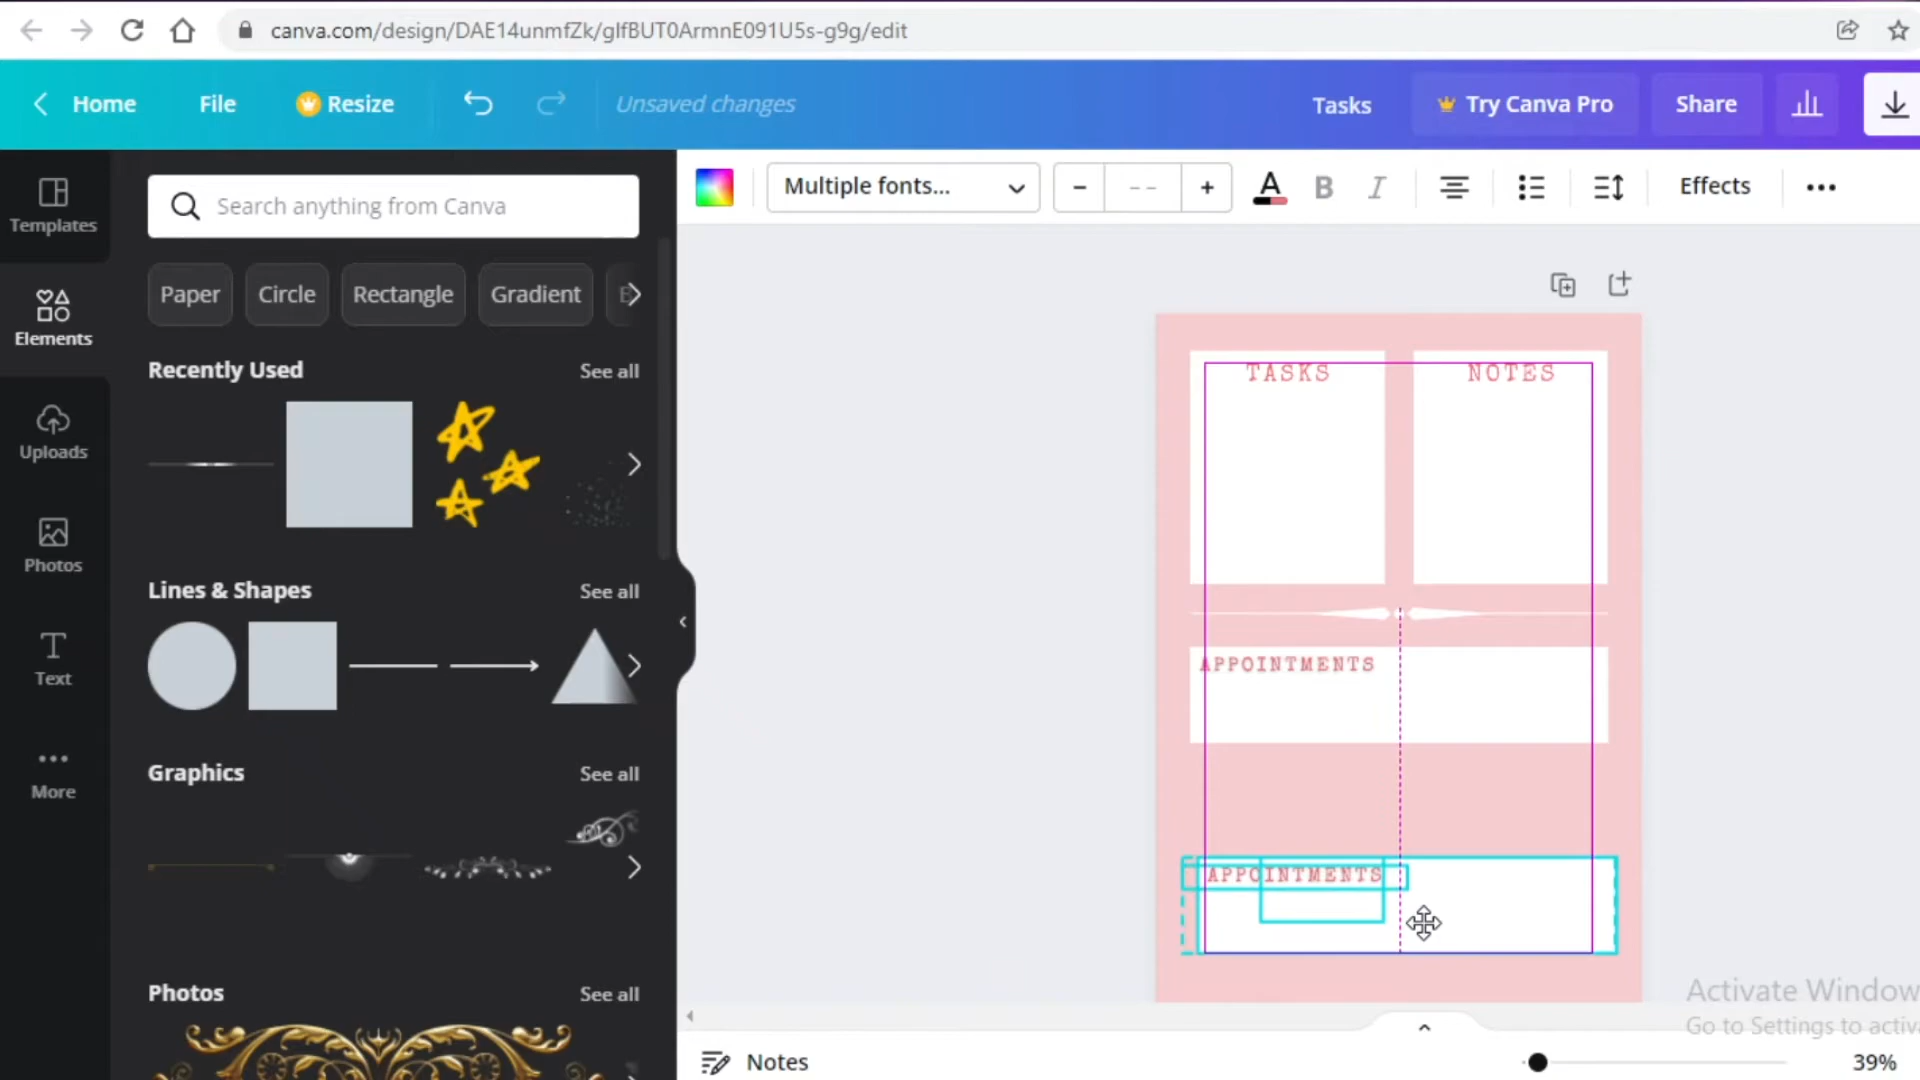 canva.com/design/DAE14unmfZk/gIfBUT0ArmnE091U5s-g9g/edit
Home File Resize Unsaved changes Tasks Try Canva Pro Share
Templates
Elements
Uploads
Photos
Text
More
Search anything from Canva
Paper Circle Rectangle Gradient
Recently Used See all
Lines & Shapes See all
Graphics See all
Photos See all
Multiple fonts... - -- + A B I Effects
TASKS NOTES
APPOINTMENTS
APPOINTMENTS
Activate Window
Go to Settings to activa
Notes 39%